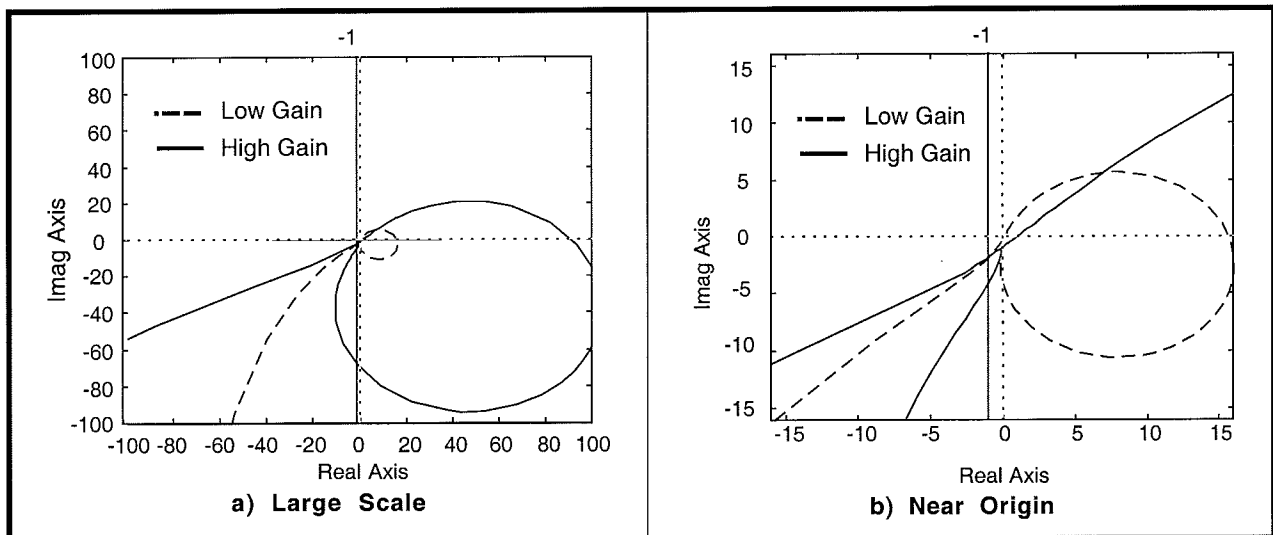 -1
100
80
60
40
20
0
-20
-40
-60
-80
-100
Imag Axis
Low Gain
High Gain
-100 -80 -60 -40 -20 0 20 40 60 80 100
Real Axis
a) Large Scale
-1
15
10
5
0
-5
-10
-15
Imag Axis
Low Gain
High Gain
-15 -10 -5 0 5 10 15
Real Axis
b) Near Origin